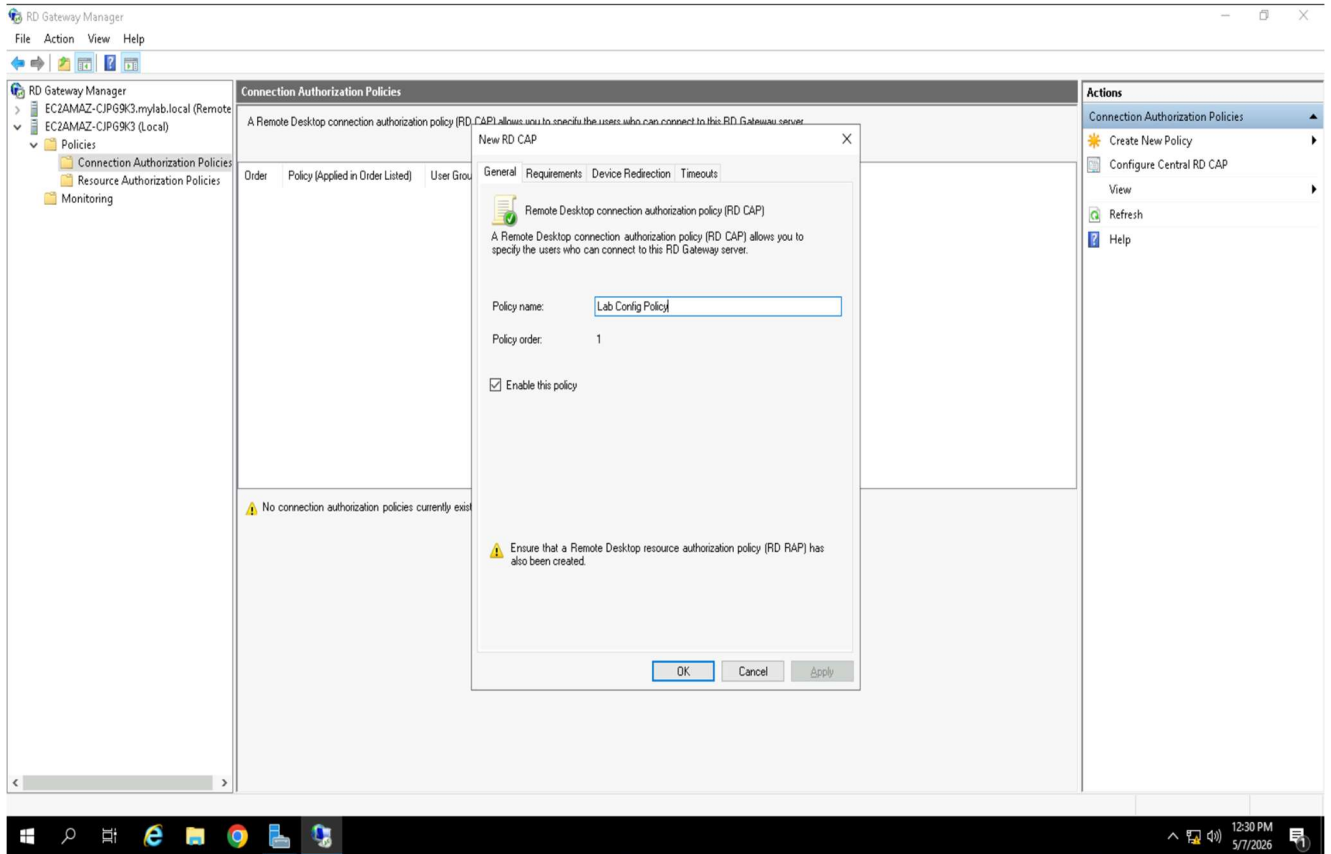 RD Gateway Manager
File Action View Help
RD Gateway Manager
EC2AMAZ-CJPG9K3.mylab.local (Remote
EC2AMAZ-CJPG9K3 (Local)
Policies
Connection Authorization Policies
Resource Authorization Policies
Monitoring
Connection Authorization Policies
A Remote Desktop connection authorization policy (RD CAP) allows you to specify the users who can connect to this RD Gateway server.
Order Policy (Applied in Order Listed) User Grou
No connection authorization policies currently exist
New RD CAP
General Requirements Device Redirection Timeouts
Remote Desktop connection authorization policy (RD CAP)
A Remote Desktop connection authorization policy (RD CAP) allows you to
specify the users who can connect to this RD Gateway server.
Policy name: Lab Config Policy
Policy order: 1
Enable this policy
Ensure that a Remote Desktop resource authorization policy (RD RAP) has
also been created.
OK Cancel Apply
Actions
Connection Authorization Policies
Create New Policy
Configure Central RD CAP
View
Refresh
Help
12:30 PM
5/7/2026
1